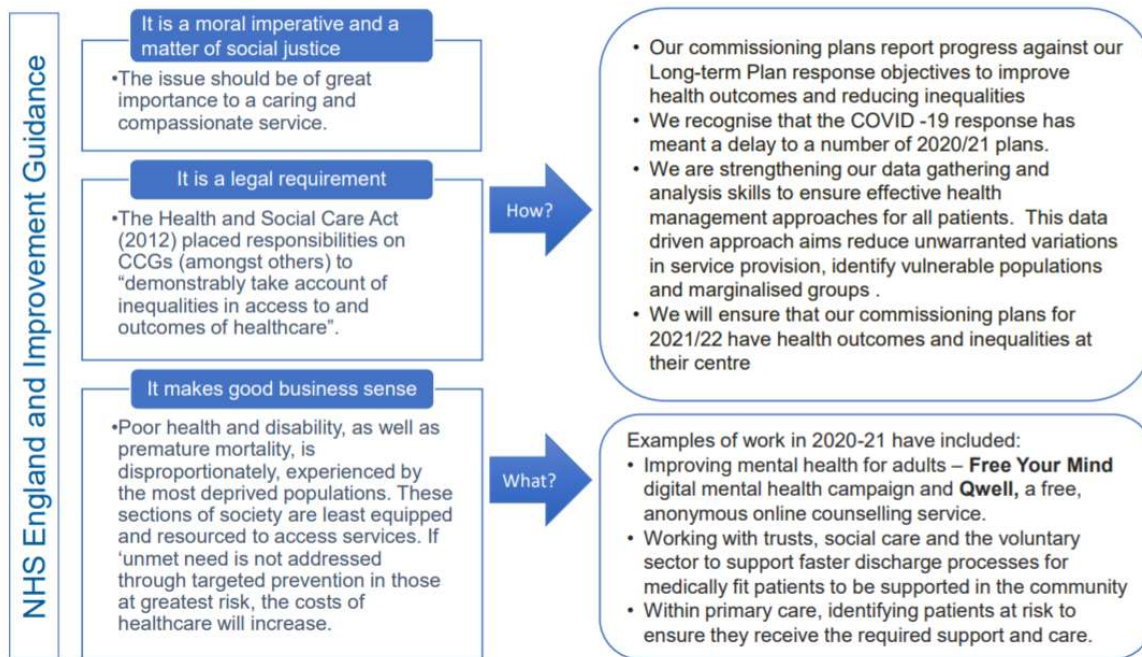 NHS England and Improvement Guidance
It is a moral imperative and a
matter of social justice
•The issue should be of great
importance to a caring and
compassionate service.
It is a legal requirement
•The Health and Social Care Act
(2012) placed responsibilities on
CCGs (amongst others) to
“demonstrably take account of
inequalities in access to and
outcomes of healthcare”.
It makes good business sense
•Poor health and disability, as well as
premature mortality, is
disproportionately, experienced by
the most deprived populations. These
sections of society are least equipped
and resourced to access services. If
‘unmet need is not addressed
through targeted prevention in those
at greatest risk, the costs of
healthcare will increase.
How?
• Our commissioning plans report progress against our
Long-term Plan response objectives to improve
health outcomes and reducing inequalities
• We recognise that the COVID -19 response has
meant a delay to a number of 2020/21 plans.
• We are strengthening our data gathering and
analysis skills to ensure effective health
management approaches for all patients.  This data
driven approach aims reduce unwarranted variations
in service provision, identify vulnerable populations
and marginalised groups .
• We will ensure that our commissioning plans for
2021/22 have health outcomes and inequalities at
their centre
What?
Examples of work in 2020-21 have included:
• Improving mental health for adults – Free Your Mind
digital mental health campaign and Qwell, a free,
anonymous online counselling service.
• Working with trusts, social care and the voluntary
sector to support faster discharge processes for
medically fit patients to be supported in the community
• Within primary care, identifying patients at risk to
ensure they receive the required support and care.